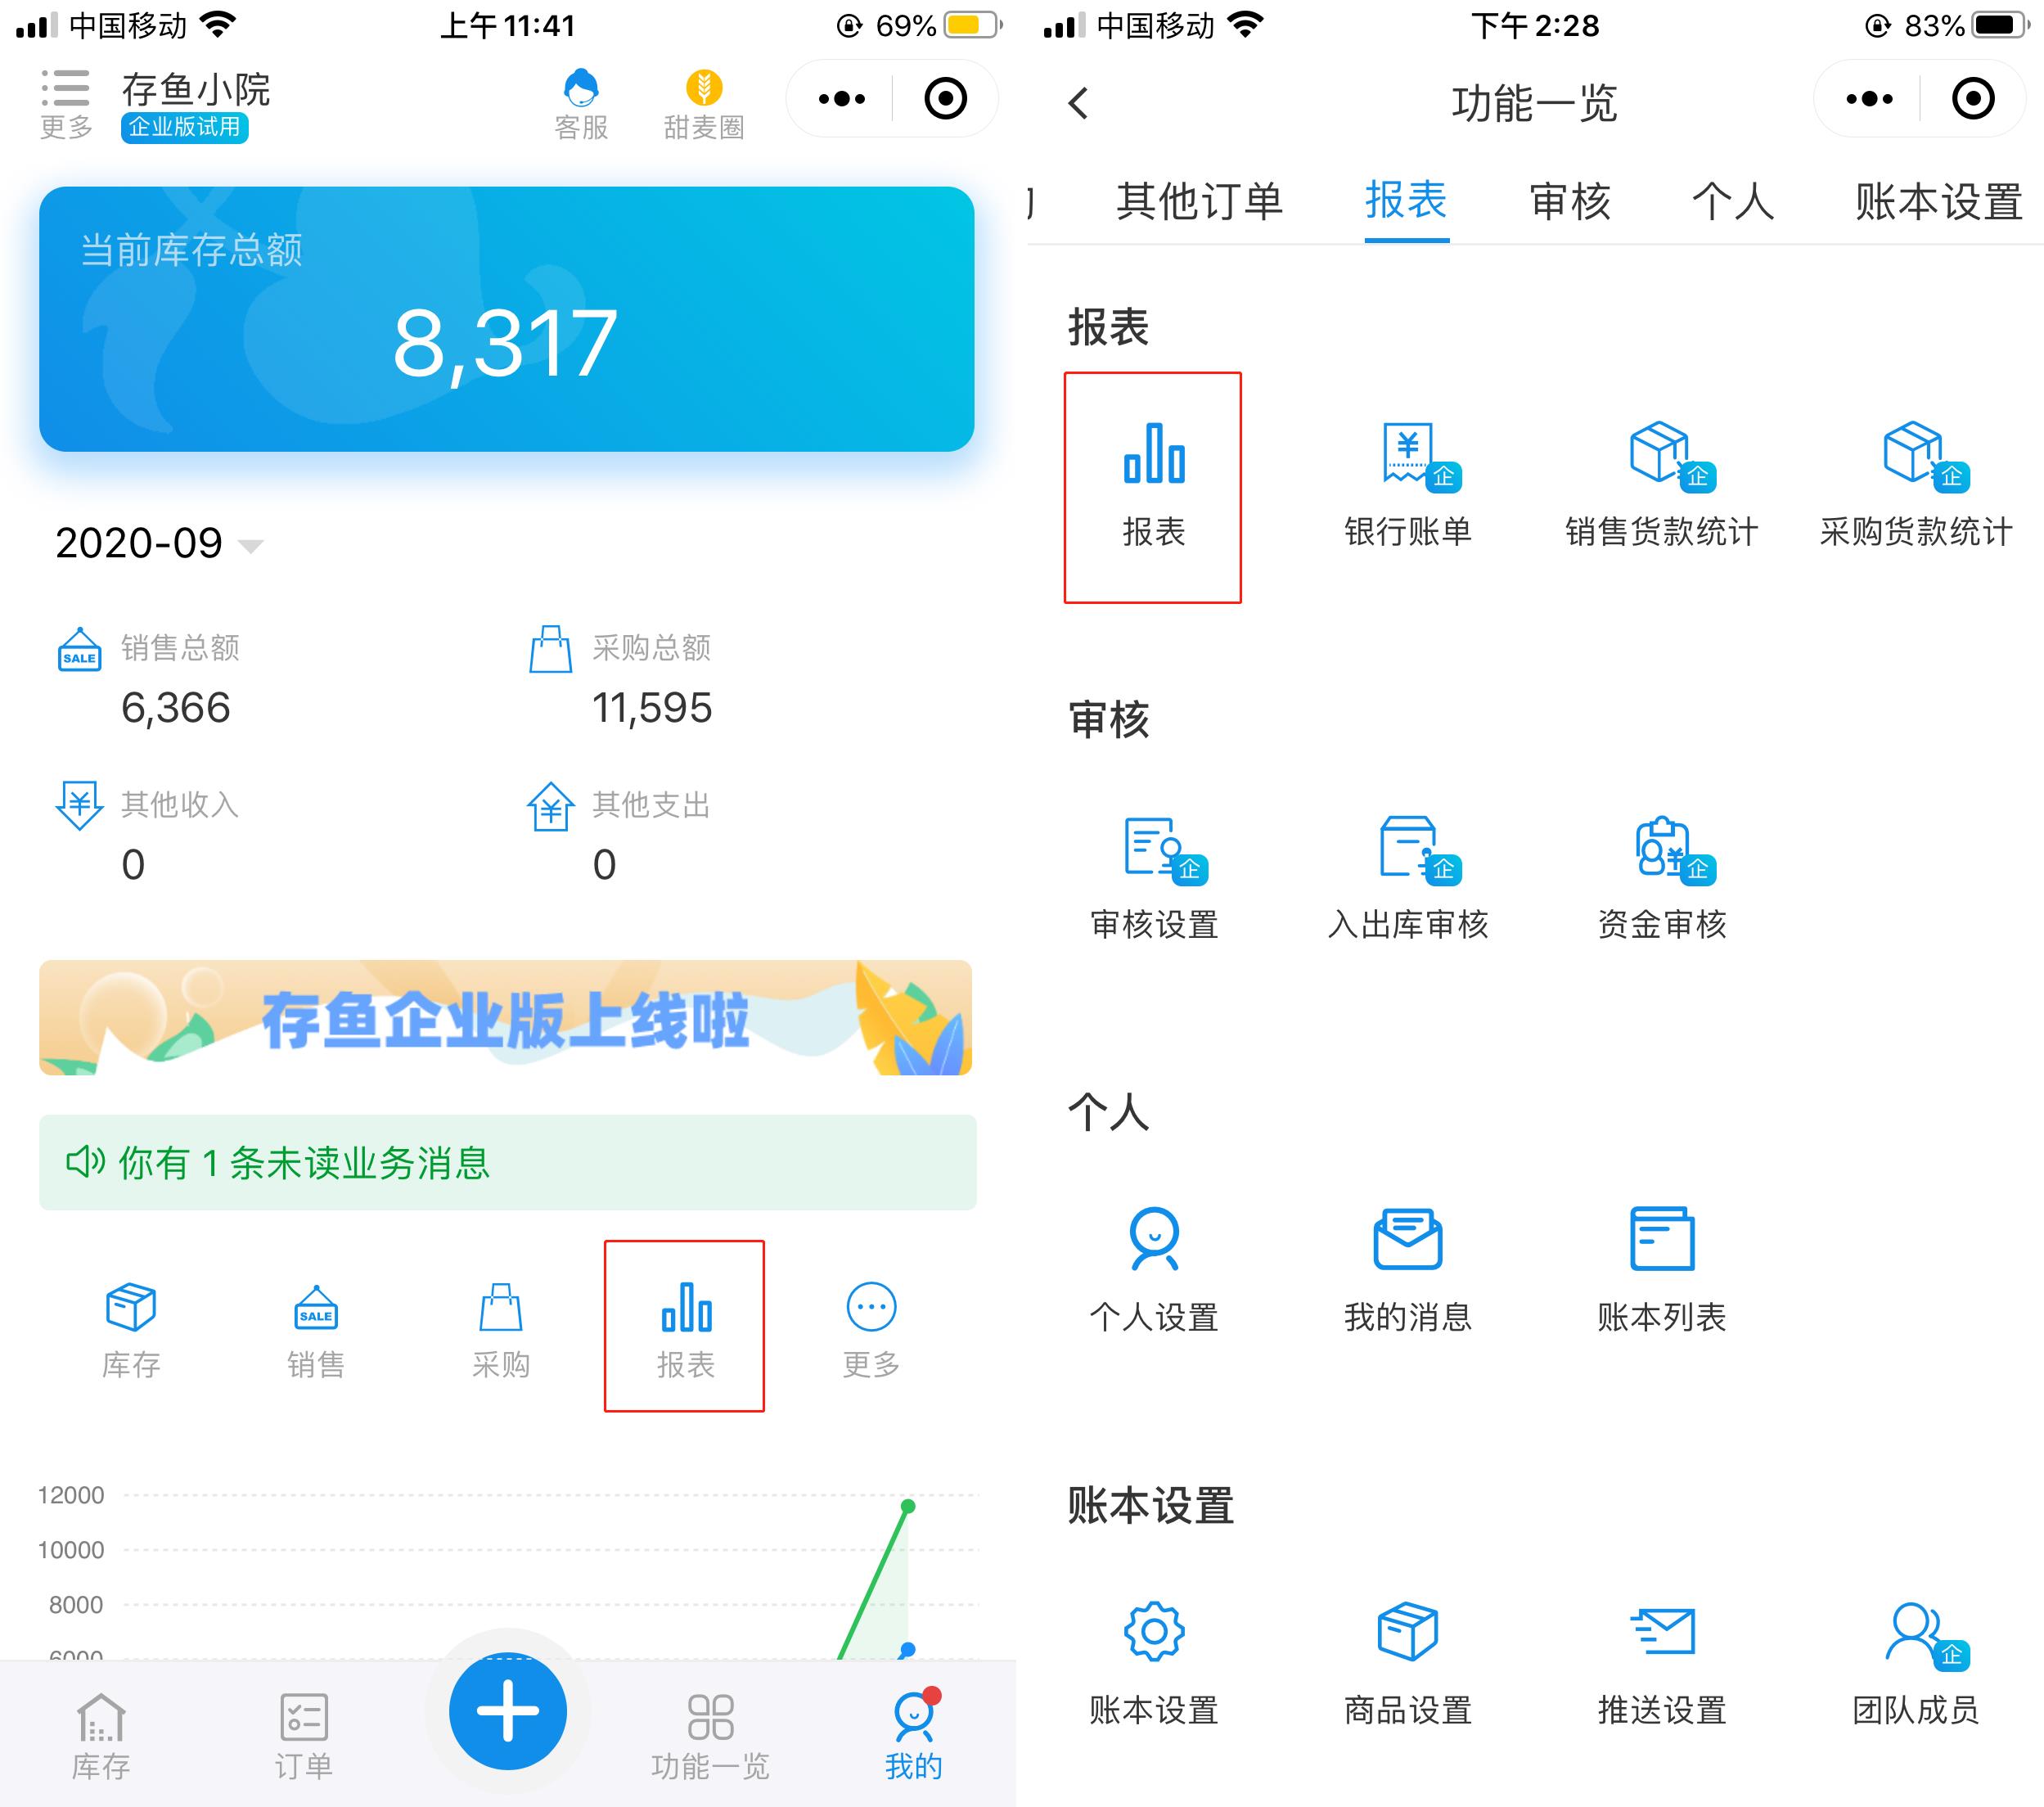 中国移动
上午 11:41
69%
更多
存鱼小院
企业版试用
客服
甜麦圈
当前库存总额
8,317
2020-09
SALE
销售总额
6,366
采购总额
11,595
¥
其他收入
0
¥
其他支出
0
存鱼企业版上线啦
你有 1 条未读业务消息
库存
SALE
销售
采购
报表
更多
12000
10000
8000
6000
库存
订单
功能一览
我的
中国移动
下午 2:28
83%
功能一览
其他订单
报表
审核
个人
账本设置
报表
报表
¥
企
银行账单
企
销售货款统计
企
采购货款统计
审核
企
审核设置
企
入出库审核
¥
企
资金审核
个人
个人设置
我的消息
账本列表
账本设置
账本设置
商品设置
推送设置
企
团队成员